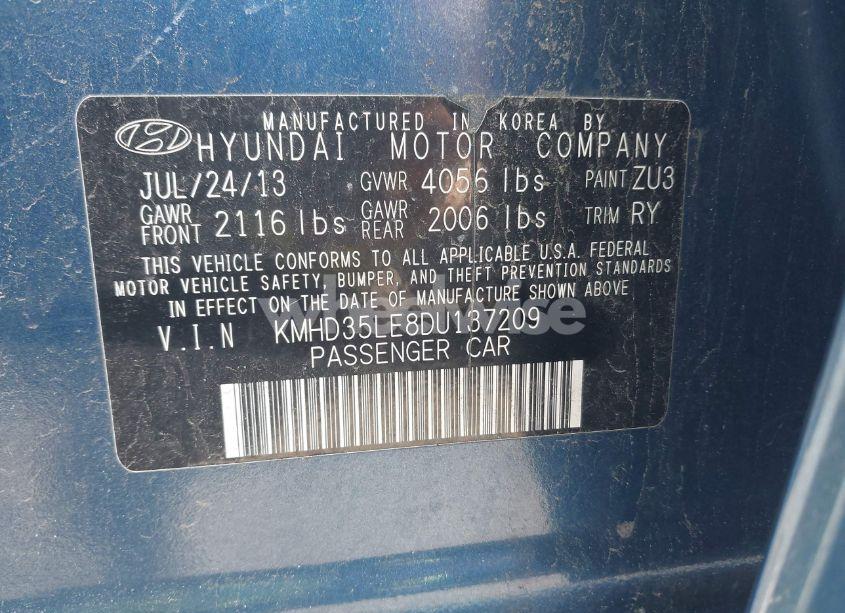 MANUFACTURED IN KOREA BY
HYUNDAI MOTOR COMPANY
JUL/24/13 GVWR 4056 lbs PAINT ZU3
GAWR FRONT 2116 lbs GAWR REAR 2006 lbs TRIM RY
THIS VEHICLE CONFORMS TO ALL APPLICABLE U.S.A. FEDERAL
MOTOR VEHICLE SAFETY, BUMPER, AND THEFT PREVENTION STANDARDS
IN EFFECT ON THE DATE OF MANUFACTURE SHOWN ABOVE
V.I.N KMHD35LE8DU137209
PASSENGER CAR